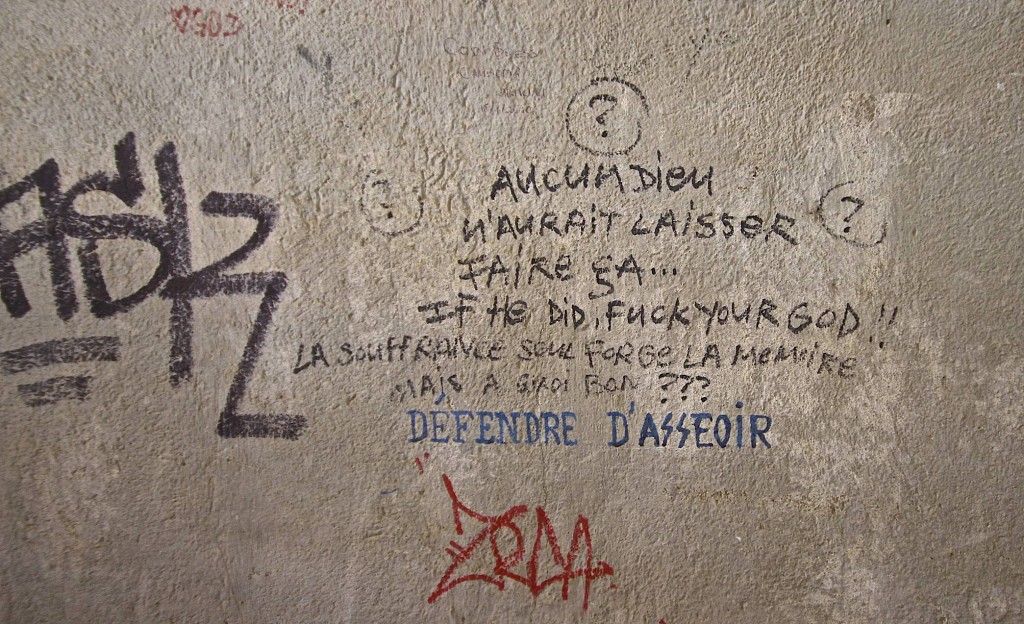 ?
AUCUN DIEU
? N'AURAIT LAISSER ?
FAIRE ÇA...
IF HE DID, FUCK YOUR GOD !!
LA SOUFFRANCE SEUL FORGE LA MEMOIRE
MAIS A QUOI BON ???
DÉFENDRE D'ASSEOIR